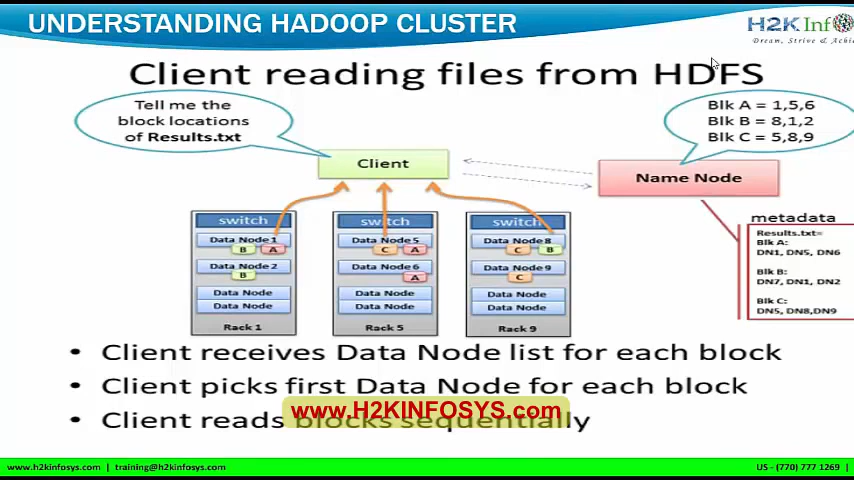 UNDERSTANDING HADOOP CLUSTER
H2K Inf
Dream, Strive & Achi
Client reading files from HDFS
Tell me the
block locations
of Results.txt
Blk A = 1,5,6
Blk B = 8,1,2
Blk C = 5,8,9
Client
Name Node
switch
Data Node 1
B A
Data Node 2
B
Data Node
Data Node
Rack 1
switch
Data Node 5
C A
Data Node 6
A
Data Node
Data Node
Rack 5
switch
Data Node 8
C B
Data Node 9
C
Data Node
Data Node
Rack 9
metadata
Results.txt=
Blk A:
DN1, DN5, DN6
Blk B:
DN7, DN1, DN2
Blk C:
DN5, DN8,DN9
• Client receives Data Node list for each block
• Client picks first Data Node for each block
• Client reads blocks sequentially
www.H2KINFOSYS.com
www.h2kinfosys.com | training@h2kinfosys.com
US - (770) 777 1269 |